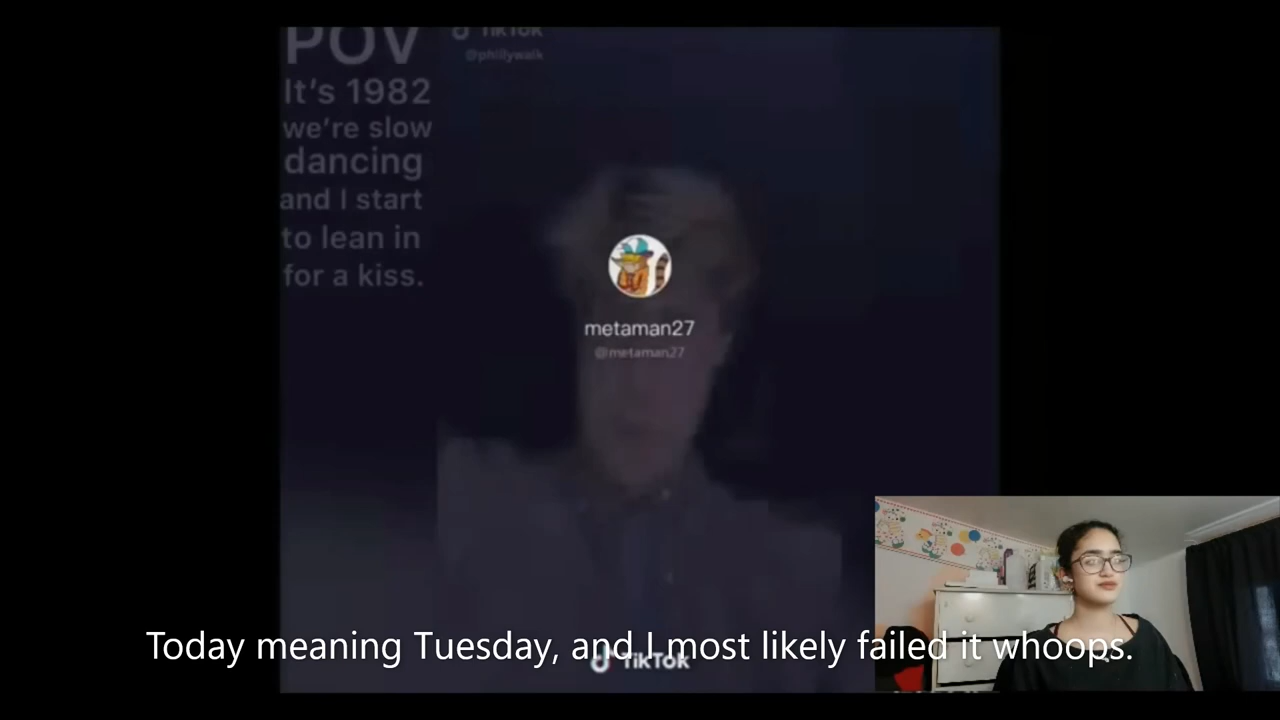 POV
TikTok
@phillywalk
It's 1982
we're slow
dancing
and I start
to lean in
for a kiss.
metaman27
@metaman27
Today meaning Tuesday, and I most likely failed it whoops.
TikTok